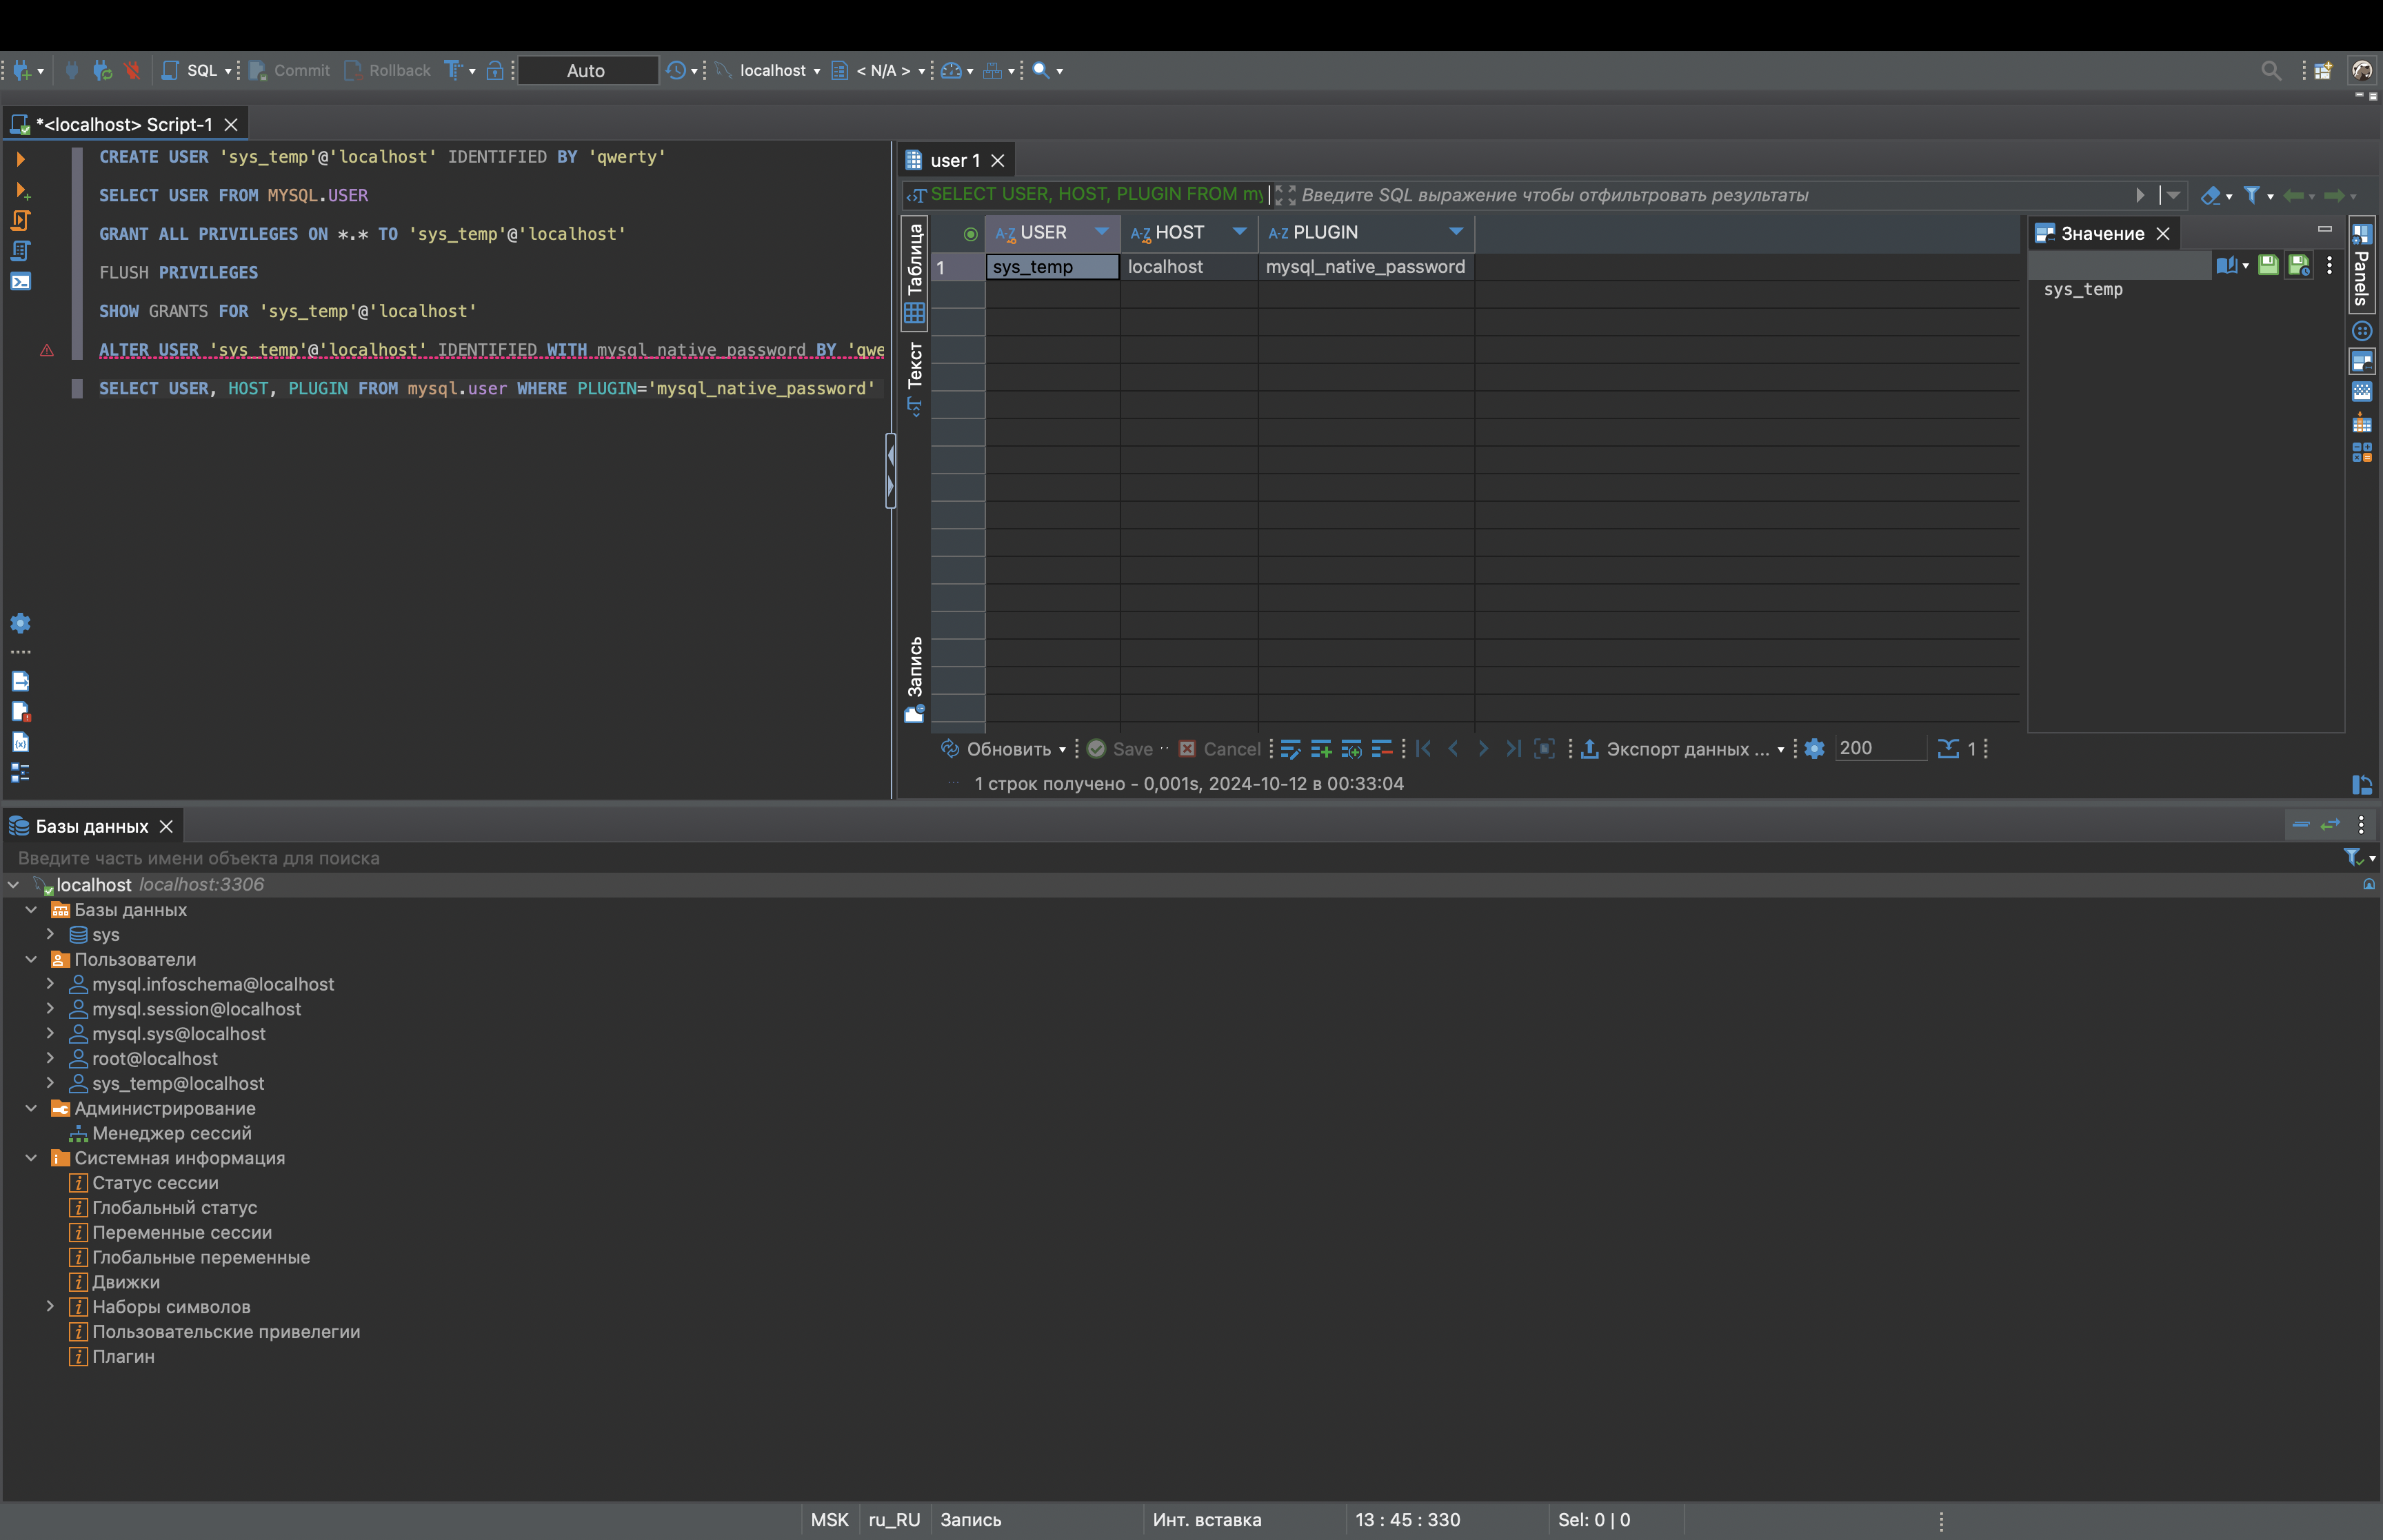 SQL Commit Rollback Auto localhost < N/A >
*<localhost> Script-1
CREATE USER 'sys_temp'@'localhost' IDENTIFIED BY 'qwerty'
SELECT USER FROM MYSQL.USER
GRANT ALL PRIVILEGES ON *.* TO 'sys_temp'@'localhost'
FLUSH PRIVILEGES
SHOW GRANTS FOR 'sys_temp'@'localhost'
ALTER USER 'sys_temp'@'localhost' IDENTIFIED WITH mysql_native_password BY 'qwe
SELECT USER, HOST, PLUGIN FROM mysql.user WHERE PLUGIN='mysql_native_password'
user 1
SELECT USER, HOST, PLUGIN FROM my Введите SQL выражение чтобы отфильтровать результаты
Таблица
Текст
Запись
A-Z USER A-Z HOST A-Z PLUGIN
1 sys_temp localhost mysql_native_password
Значение
sys_temp
Panels
Обновить Save Cancel Экспорт данных ... 200 1
1 строк получено - 0,001s, 2024-10-12 в 00:33:04
Базы данных
Введите часть имени объекта для поиска
localhost localhost:3306
Базы данных
sys
Пользователи
mysql.infoschema@localhost
mysql.session@localhost
mysql.sys@localhost
root@localhost
sys_temp@localhost
Администрирование
Менеджер сессий
Системная информация
Статус сессии
Глобальный статус
Переменные сессии
Глобальные переменные
Движки
Наборы символов
Пользовательские привелегии
Плагин
MSK ru_RU Запись Инт. вставка 13 : 45 : 330 Sel: 0 | 0